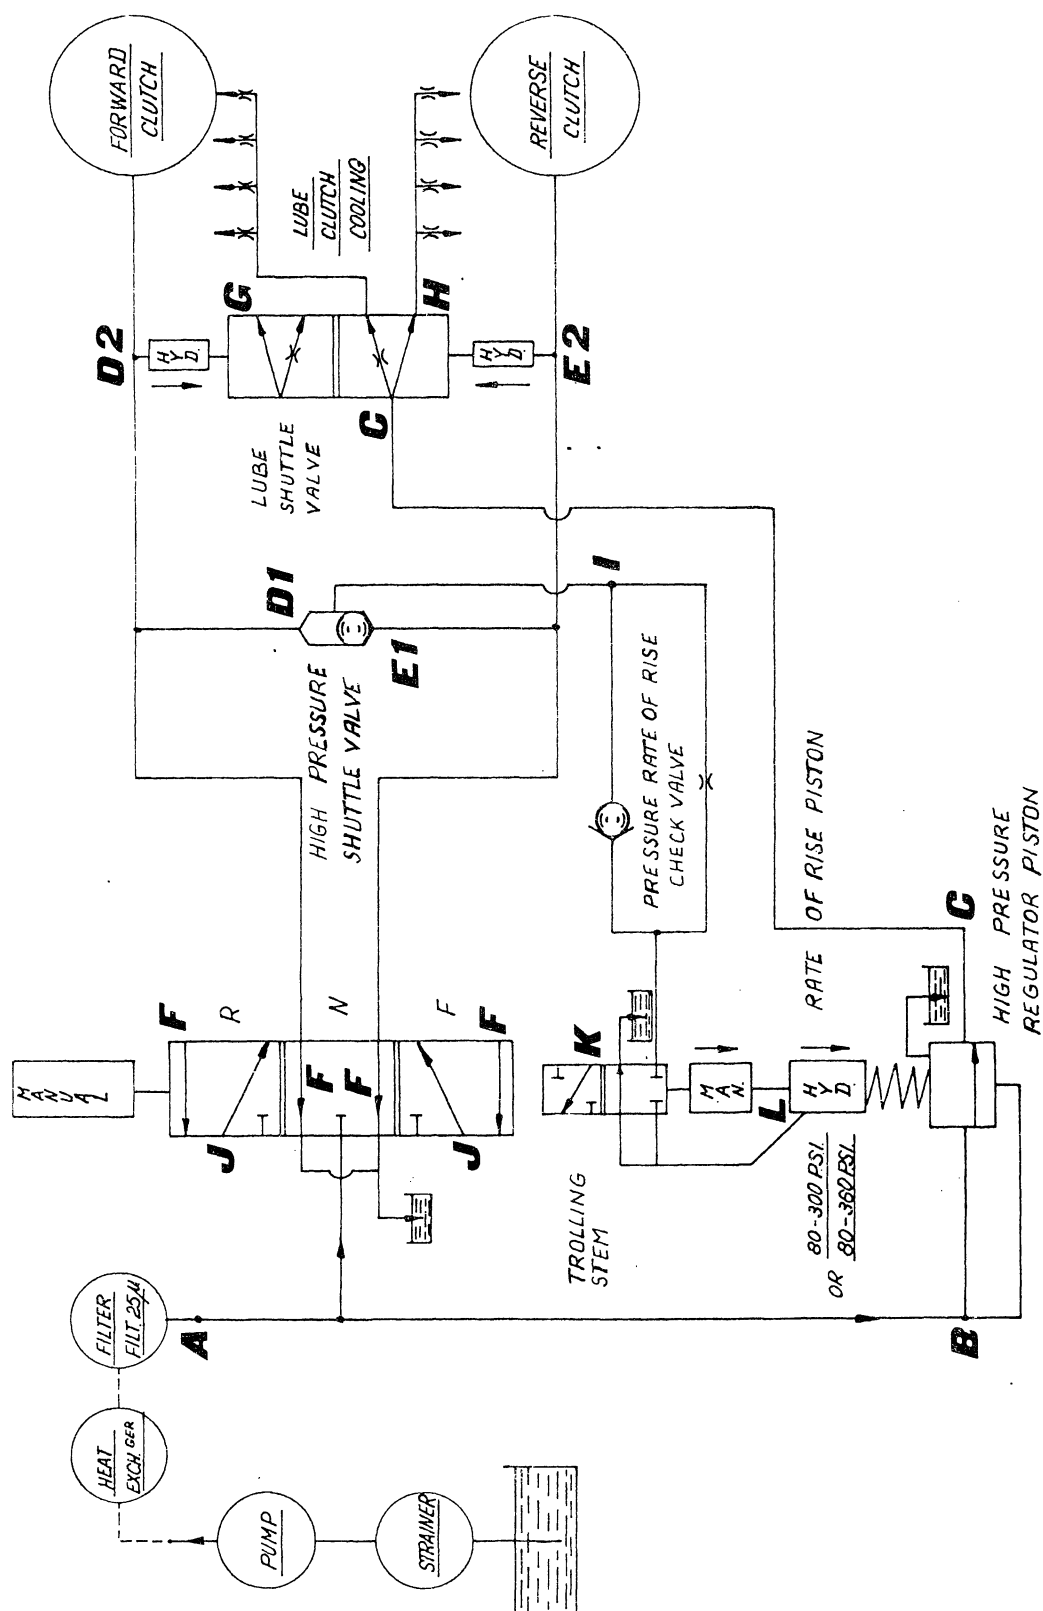 FORWARD
CLUTCH
REVERSE
CLUTCH
LUBE
CLUTCH
COOLING
D2
HYD.
G
H
HYD.
E2
C
LUBE
SHUTTLE
VALVE
D1
E1
I
HIGH PRESSURE
SHUTTLE VALVE
PRESSURE RATE OF RISE
CHECK VALVE
RATE OF RISE PISTON
C
HIGH PRESSURE
REGULATOR PISTON
MANUAL
F
R
N
F
F
F
F
J
J
K
MAN.
L
HYD.
TROLLING
STEM
80-300 PSI.
OR 80-360 PSI.
FILTER
FILT. 25µ
A
B
HEAT
EXCH.GER
PUMP
STRAINER